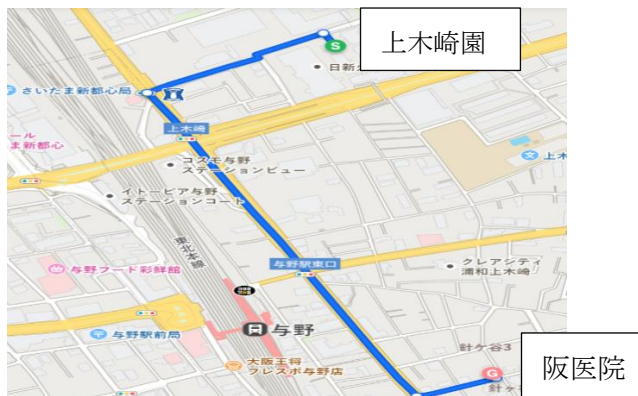 上木崎園
S
日新
さいたま新都心局
上木崎
ール
ま新都心
コスモ与野
ステーションビュー
上木
イトーピア与野
ステーションコート
東北本線
与野駅東口
クレアシティ
浦和上木崎
与野フード彩鮮館
与野
与野駅前局
針ケ谷3
大阪王将
フレスポ与野店
G
針ヶ
阪医院